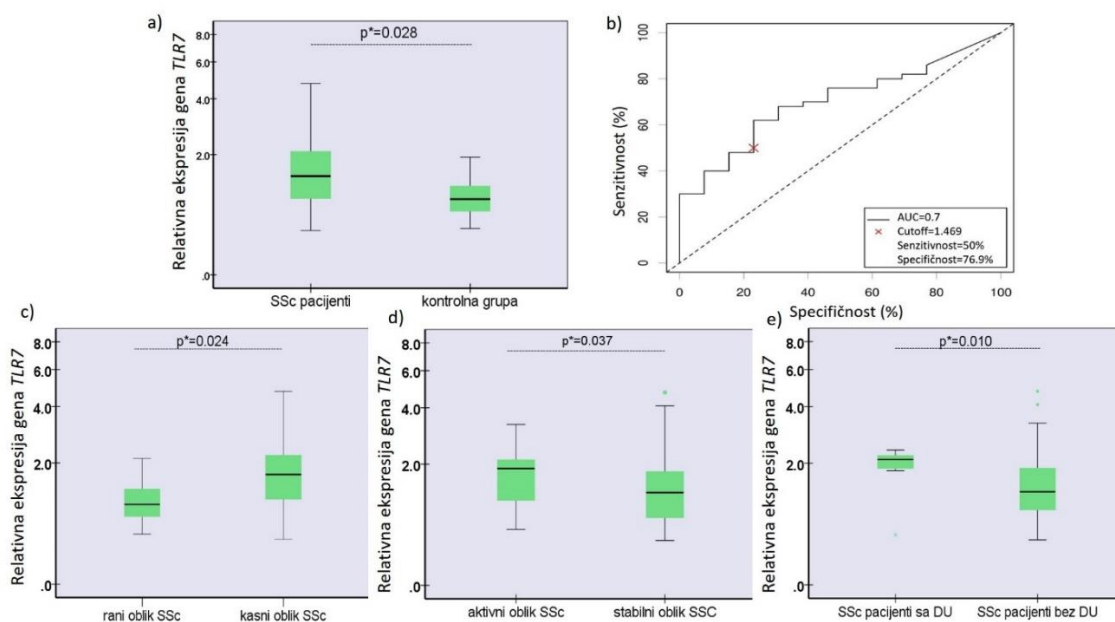 a)
p*=0.028
Relativna ekspresija gena TLR7
8.0
6.0
4.0
2.0
.0
SSc pacijenti
kontrolna grupa
b)
Senzitivnost (%)
100
80
60
40
20
0
0
20
40
60
80
100
Specifičnost (%)
AUC=0.7
Cutoff=1.469
Senzitivnost=50%
Specifičnost=76.9%
c)
p*=0.024
Relativna ekspresija gena TLR7
8.0
6.0
4.0
2.0
.0
rani oblik SSc
kasni oblik SSc
d)
p*=0.037
Relativna ekspresija gena TLR7
8.0
6.0
4.0
2.0
.0
aktivni oblik SSc
stabilni oblik SSC
e)
p*=0.010
Relativna ekspresija gena TLR7
8.0
6.0
4.0
2.0
.0
SSc pacijenti sa DU
SSc pacijenti bez DU